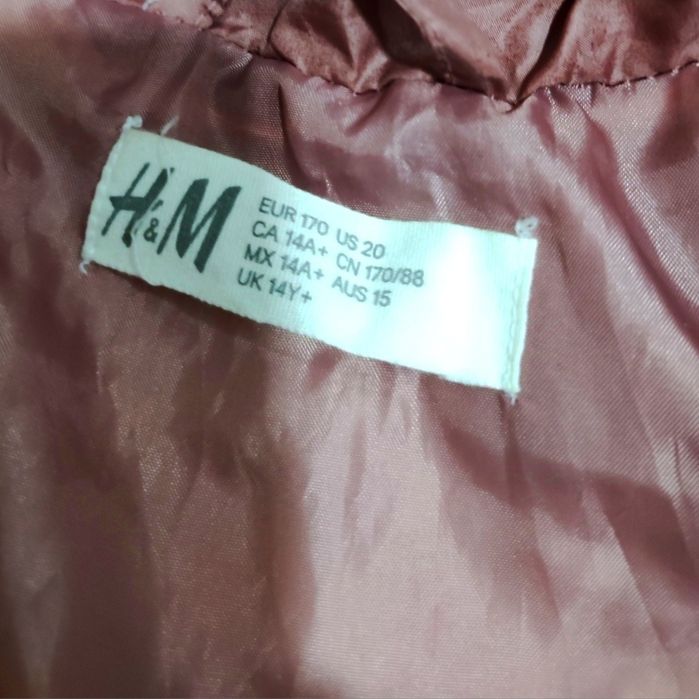 H&M
EUR 170 US 20
CA 14A+ CN 170/88
MX 14A+ AUS 15
UK 14Y+